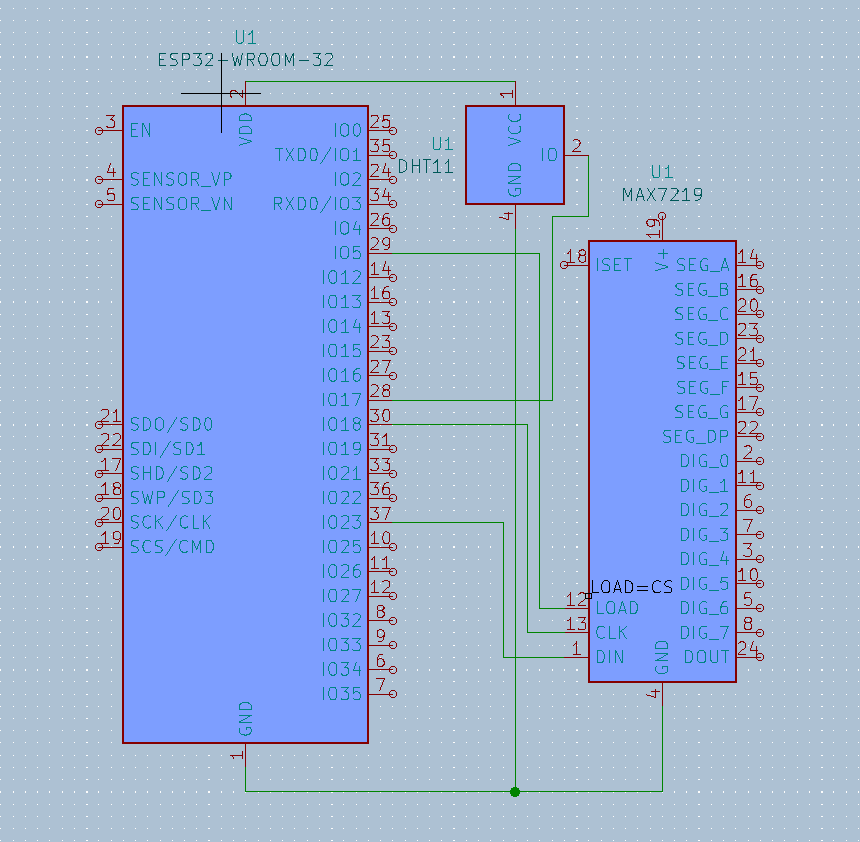 U1
ESP32-WROOM-32
2
VDD
3
EN
4
SENSOR_VP
5
SENSOR_VN
21
SDO/SD0
22
SDI/SD1
17
SHD/SD2
18
SWP/SD3
20
SCK/CLK
19
SCS/CMD
IO0
25
TXD0/IO1
35
IO2
24
RXD0/IO3
34
IO4
26
IO5
29
IO12
14
IO13
16
IO14
13
IO15
23
IO16
27
IO17
28
IO18
30
IO19
31
IO21
33
IO22
36
IO23
37
IO25
10
IO26
11
IO27
12
IO32
8
IO33
9
IO34
6
IO35
7
GND
1
U1
DHT11
1
VCC
IO
2
GND
4
U1
MAX7219
19
V+
18
ISET
LOAD=CS
12
LOAD
13
CLK
1
DIN
SEG_A
14
SEG_B
16
SEG_C
20
SEG_D
23
SEG_E
21
SEG_F
15
SEG_G
17
SEG_DP
22
DIG_0
2
DIG_1
11
DIG_2
6
DIG_3
7
DIG_4
3
DIG_5
10
DIG_6
5
DIG_7
8
DOUT
24
GND
4